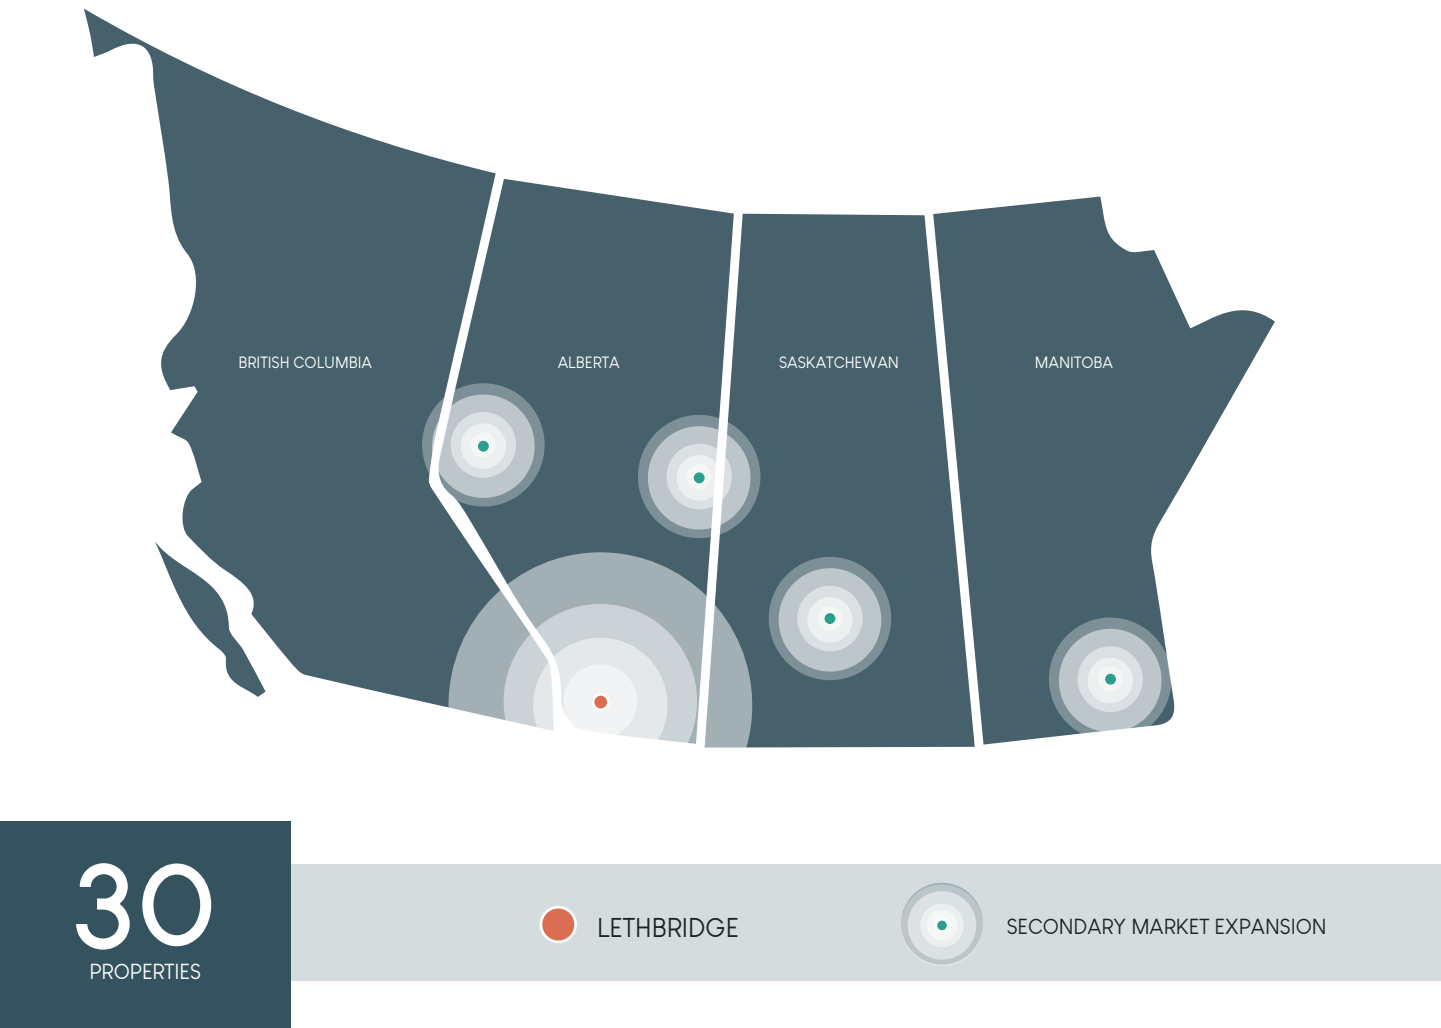 BRITISH COLUMBIA
ALBERTA
SASKATCHEWAN
MANITOBA
30
PROPERTIES
LETHBRIDGE
SECONDARY MARKET EXPANSION